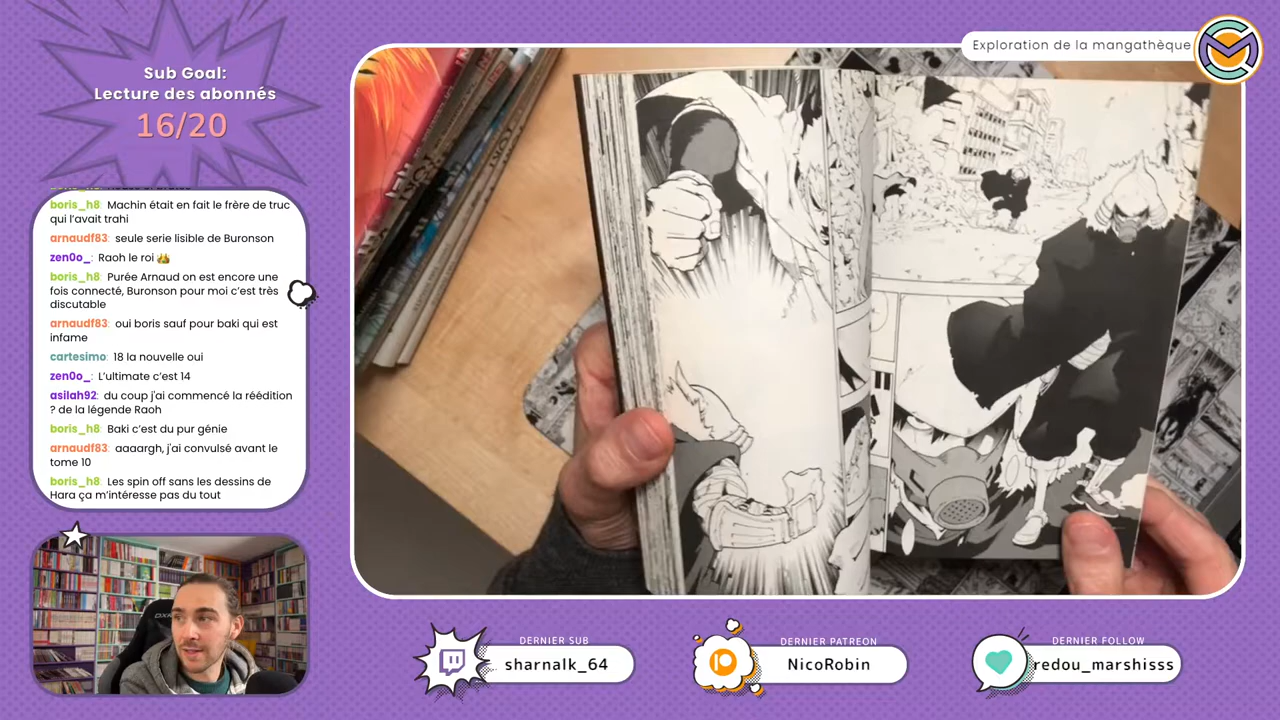 Sub Goal:
Lecture des abonnés
16/20
Exploration de la mangathèque
boris_h8: Machin était en fait le frère de truc
qui l'avait trahi
arnaudf83: seule serie lisible de Buronson
zen0o_: Raoh le roi 👑
boris_h8: Purée Arnaud on est encore une
fois connecté, Buronson pour moi c'est très
discutable
arnaudf83: oui boris sauf pour baki qui est
infame
cartesimo: 18 la nouvelle oui
zen0o_: L'ultimate c'est 14
asilah92: du coup j'ai commencé la réédition
? de la légende Raoh
boris_h8: Baki c'est du pur génie
arnaudf83: aaaargh, j'ai convulsé avant le
tome 10
boris_h8: Les spin off sans les dessins de
Hara ça m'intéresse pas du tout
DERNIER SUB
sharnalk_64
DERNIER PATREON
NicoRobin
DERNIER FOLLOW
redou_marshisss